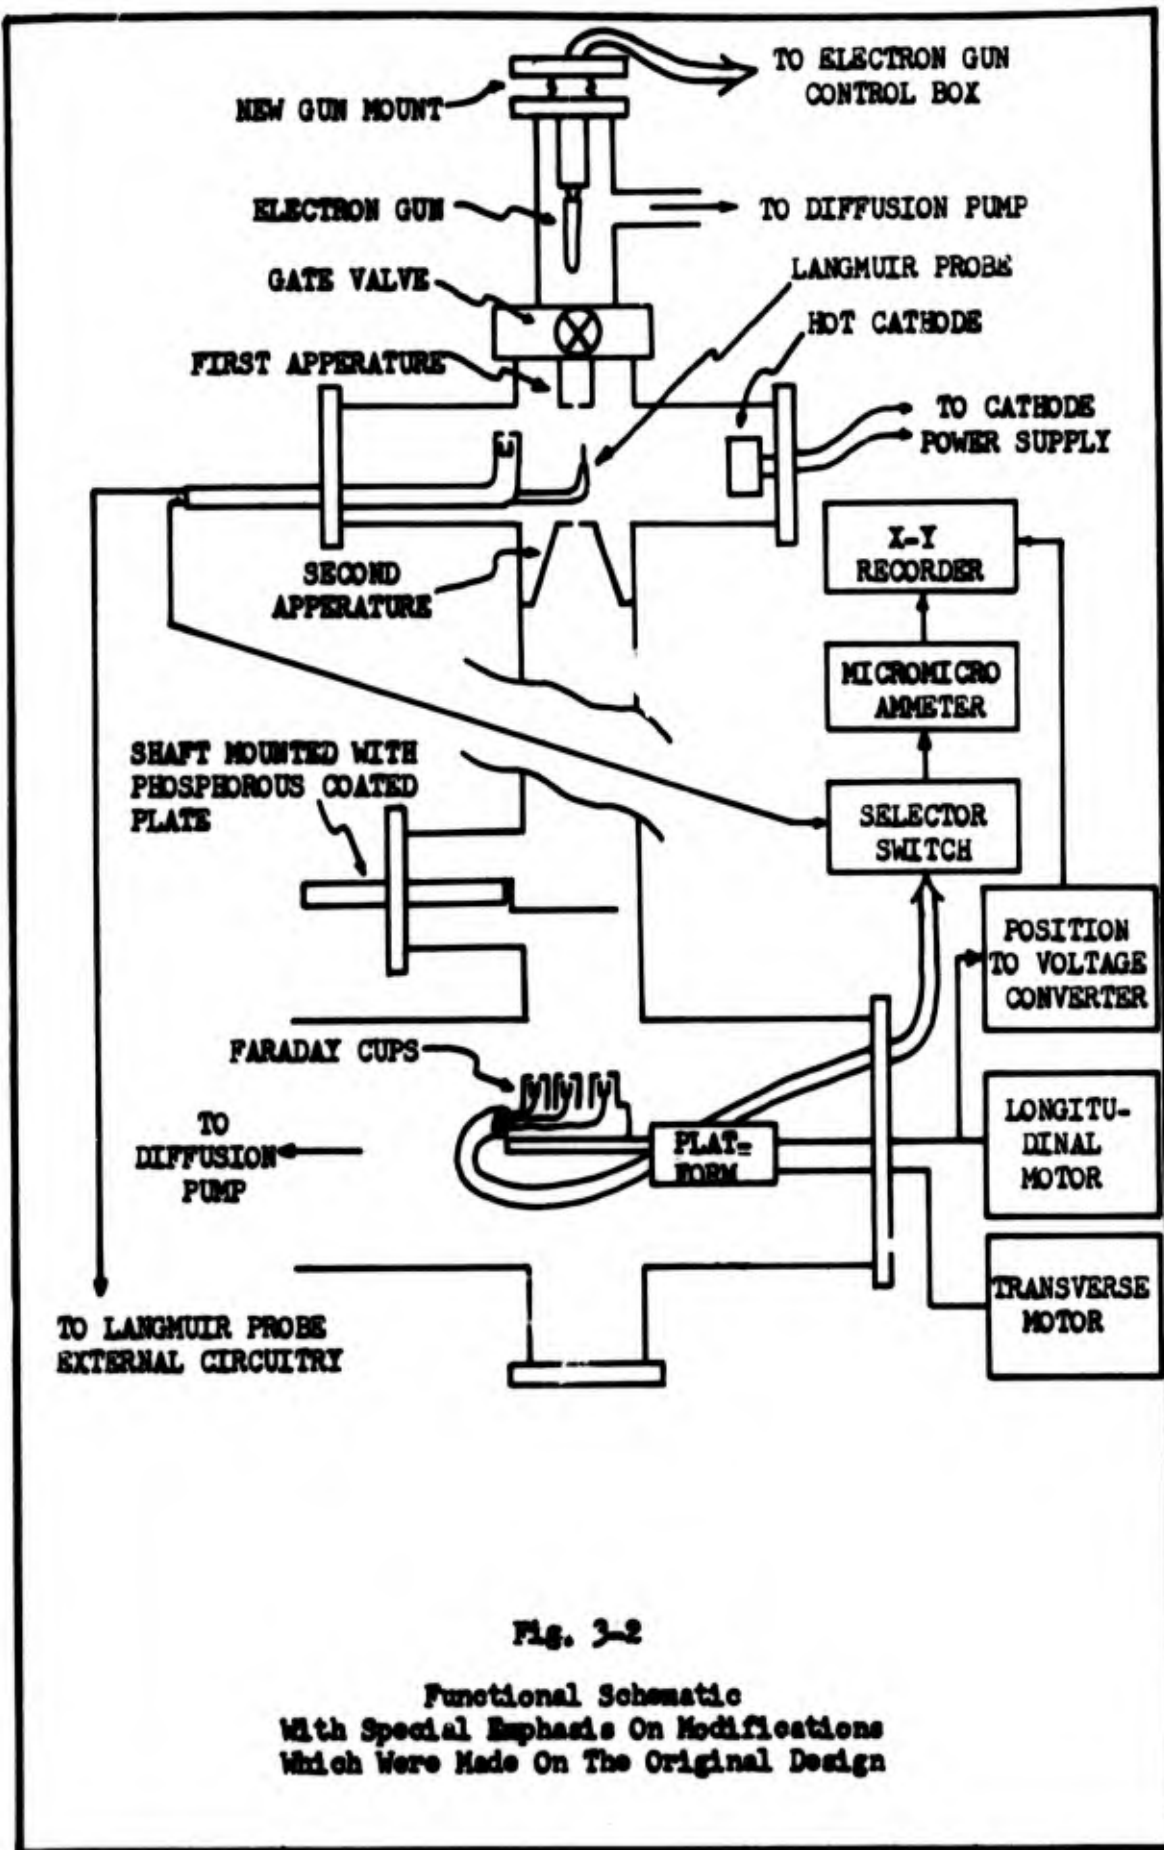 TO ELECTRON GUN
CONTROL BOX
NEW GUN MOUNT
ELECTRON GUN
TO DIFFUSION PUMP
GATE VALVE
LANGMUIR PROBE
HOT CATHODE
FIRST APPERATURE
TO CATHODE
POWER SUPPLY
X-Y
RECORDER
SECOND
APPERATURE
MICROMICRO
AMMETER
SHAFT MOUNTED WITH
PHOSPHOROUS COATED
PLATE
SELECTOR
SWITCH
POSITION
TO VOLTAGE
CONVERTER
FARADAY CUPS
TO
DIFFUSION
PUMP
PLAT-
FORM
LONGITU-
DINAL
MOTOR
TRANSVERSE
MOTOR
TO LANGMUIR PROBE
EXTERNAL CIRCUITRY
Fig. 3-2
Functional Schematic
With Special Emphasis On Modifications
Which Were Made On The Original Design